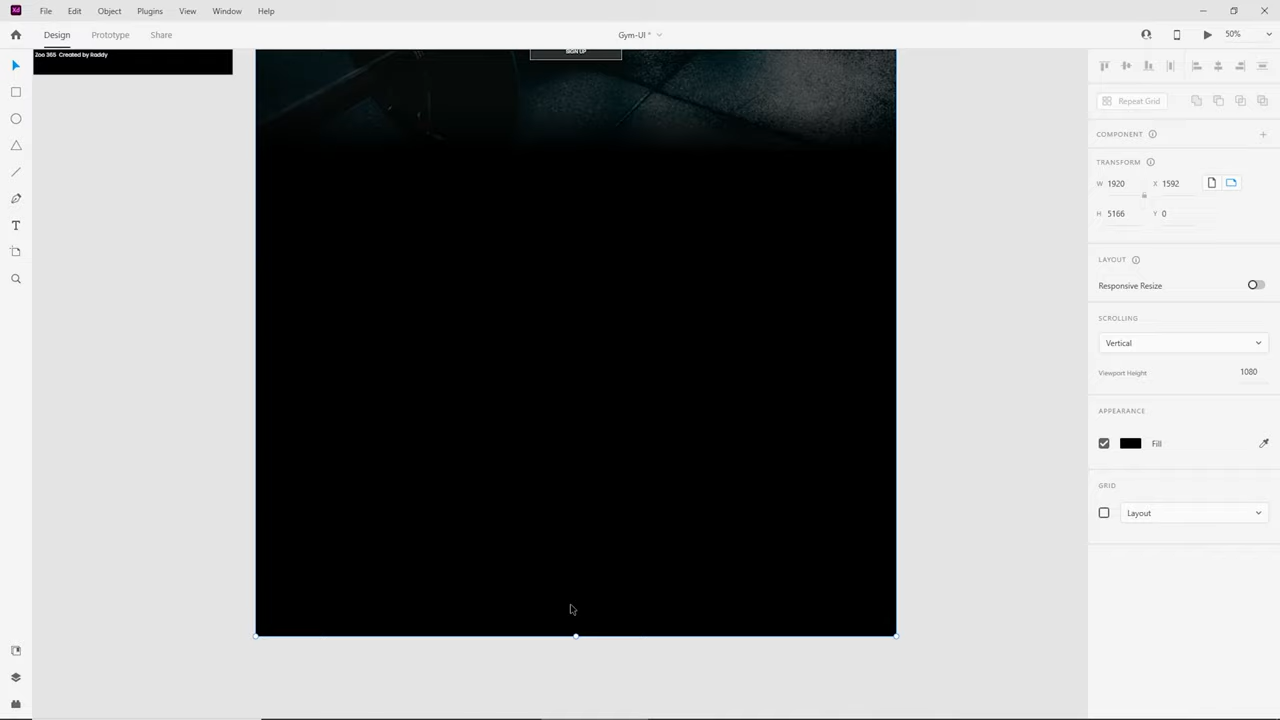 Xd File Edit Object Plugins View Window Help
Design Prototype Share Gym-UI * 50%
2oo 365 Created by Raddy
SIGN UP
Repeat Grid
COMPONENT
TRANSFORM
W 1920 X 1592
H 5166 Y 0
LAYOUT
Responsive Resize
SCROLLING
Vertical
Viewport Height 1080
APPEARANCE
Fill
GRID
Layout
T